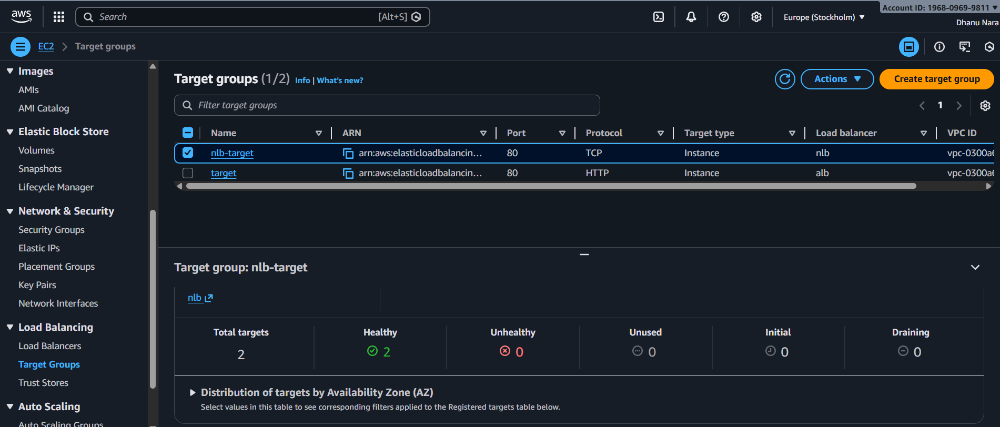 aws
Search [Alt+S]
Europe (Stockholm)
Account ID: 1968-0969-9811
Dhanu Nara
EC2 Target groups
Images
AMIs
AMI Catalog
Elastic Block Store
Volumes
Snapshots
Lifecycle Manager
Network & Security
Security Groups
Elastic IPs
Placement Groups
Key Pairs
Network Interfaces
Load Balancing
Load Balancers
Target Groups
Trust Stores
Auto Scaling
Auto Scaling Groups
Target groups (1/2) Info | What's new?
Actions
Create target group
Filter target groups
1
Name ARN Port Protocol Target type Load balancer VPC ID
nlb-target arn:aws:elasticloadbalancin... 80 TCP Instance nlb vpc-0300a6
target arn:aws:elasticloadbalancin... 80 HTTP Instance alb vpc-0300a6
Target group: nlb-target
nlb
Total targets Healthy Unhealthy Unused Initial Draining
2 2 0 0 0 0
Distribution of targets by Availability Zone (AZ)
Select values in this table to see corresponding filters applied to the Registered targets table below.